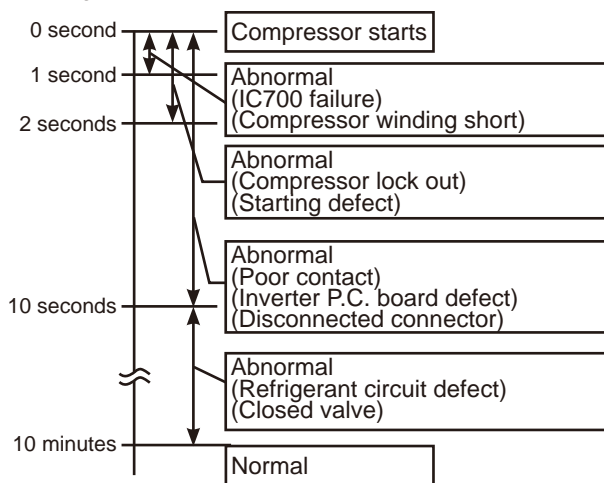 0 second
Compressor starts
1 second
Abnormal
(IC700 failure)
(Compressor winding short)
2 seconds
Abnormal
(Compressor lock out)
(Starting defect)
Abnormal
(Poor contact)
(Inverter P.C. board defect)
(Disconnected connector)
10 seconds
Abnormal
(Refrigerant circuit defect)
(Closed valve)
10 minutes
Normal